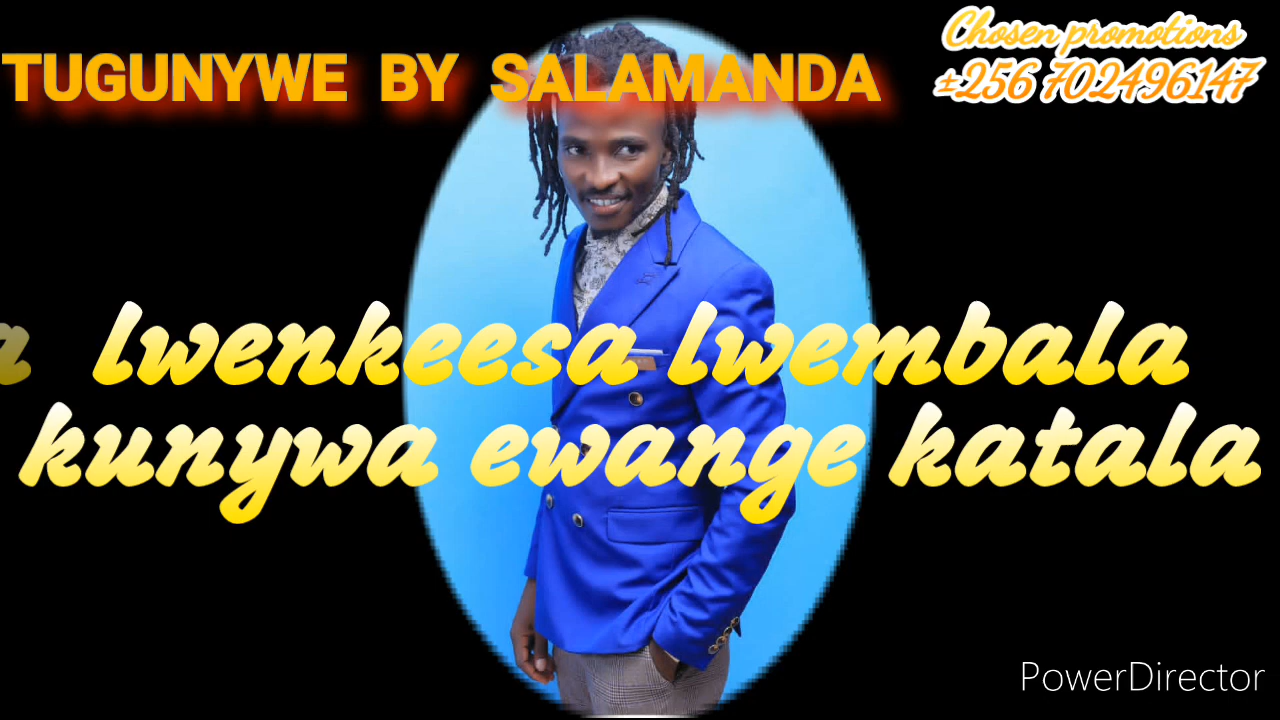 TUGUNYWE BY SALAMANDA
Chosen promotions
+256 702496147
a lwenkeesa lwembala
kunywa ewange katala
PowerDirector